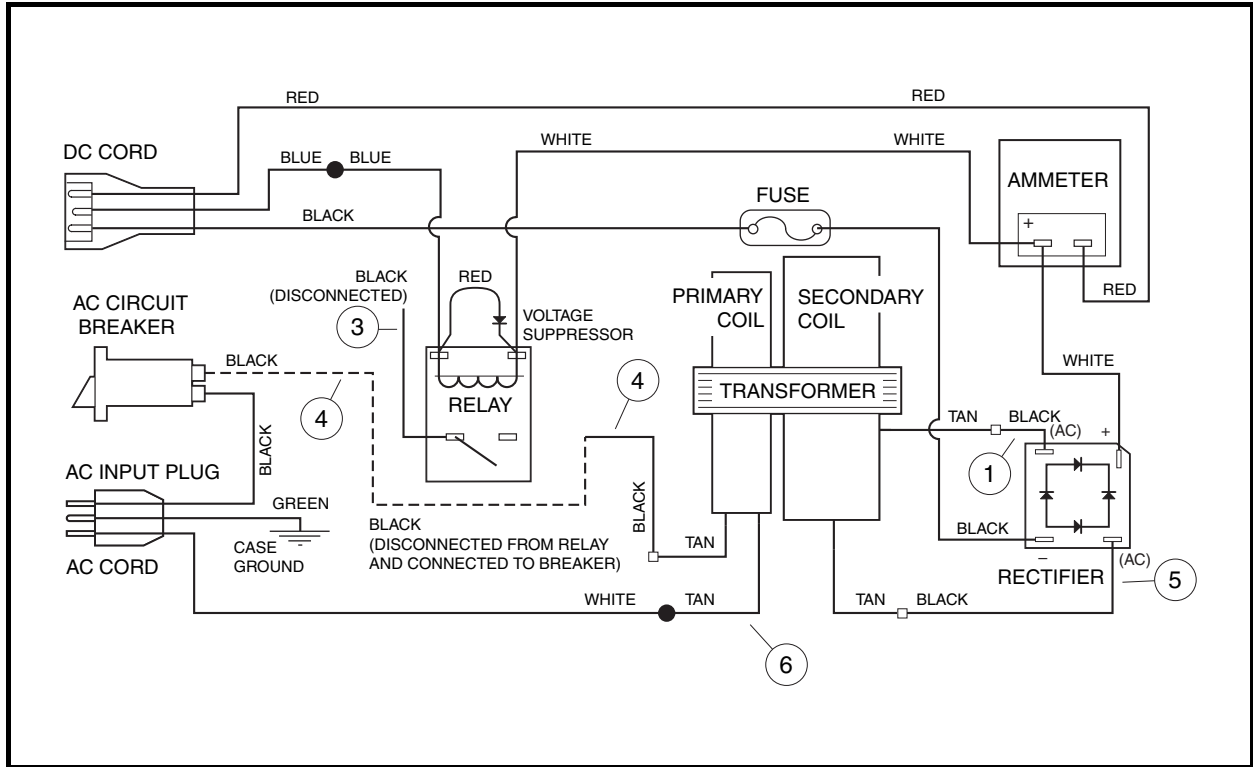 RED
RED
WHITE
WHITE
DC CORD
BLUE
BLUE
BLACK
FUSE
AMMETER
+
RED
BLACK
(DISCONNECTED)
3
RED
VOLTAGE
SUPPRESSOR
PRIMARY
COIL
SECONDARY
COIL
AC CIRCUIT
BREAKER
BLACK
4
RELAY
4
TRANSFORMER
WHITE
TAN
BLACK
(AC)
+
1
BLACK
AC INPUT PLUG
GREEN
CASE
GROUND
AC CORD
BLACK
(DISCONNECTED FROM RELAY
AND CONNECTED TO BREAKER)
BLACK
TAN
BLACK
–
(AC)
RECTIFIER
5
WHITE
TAN
TAN
BLACK
6